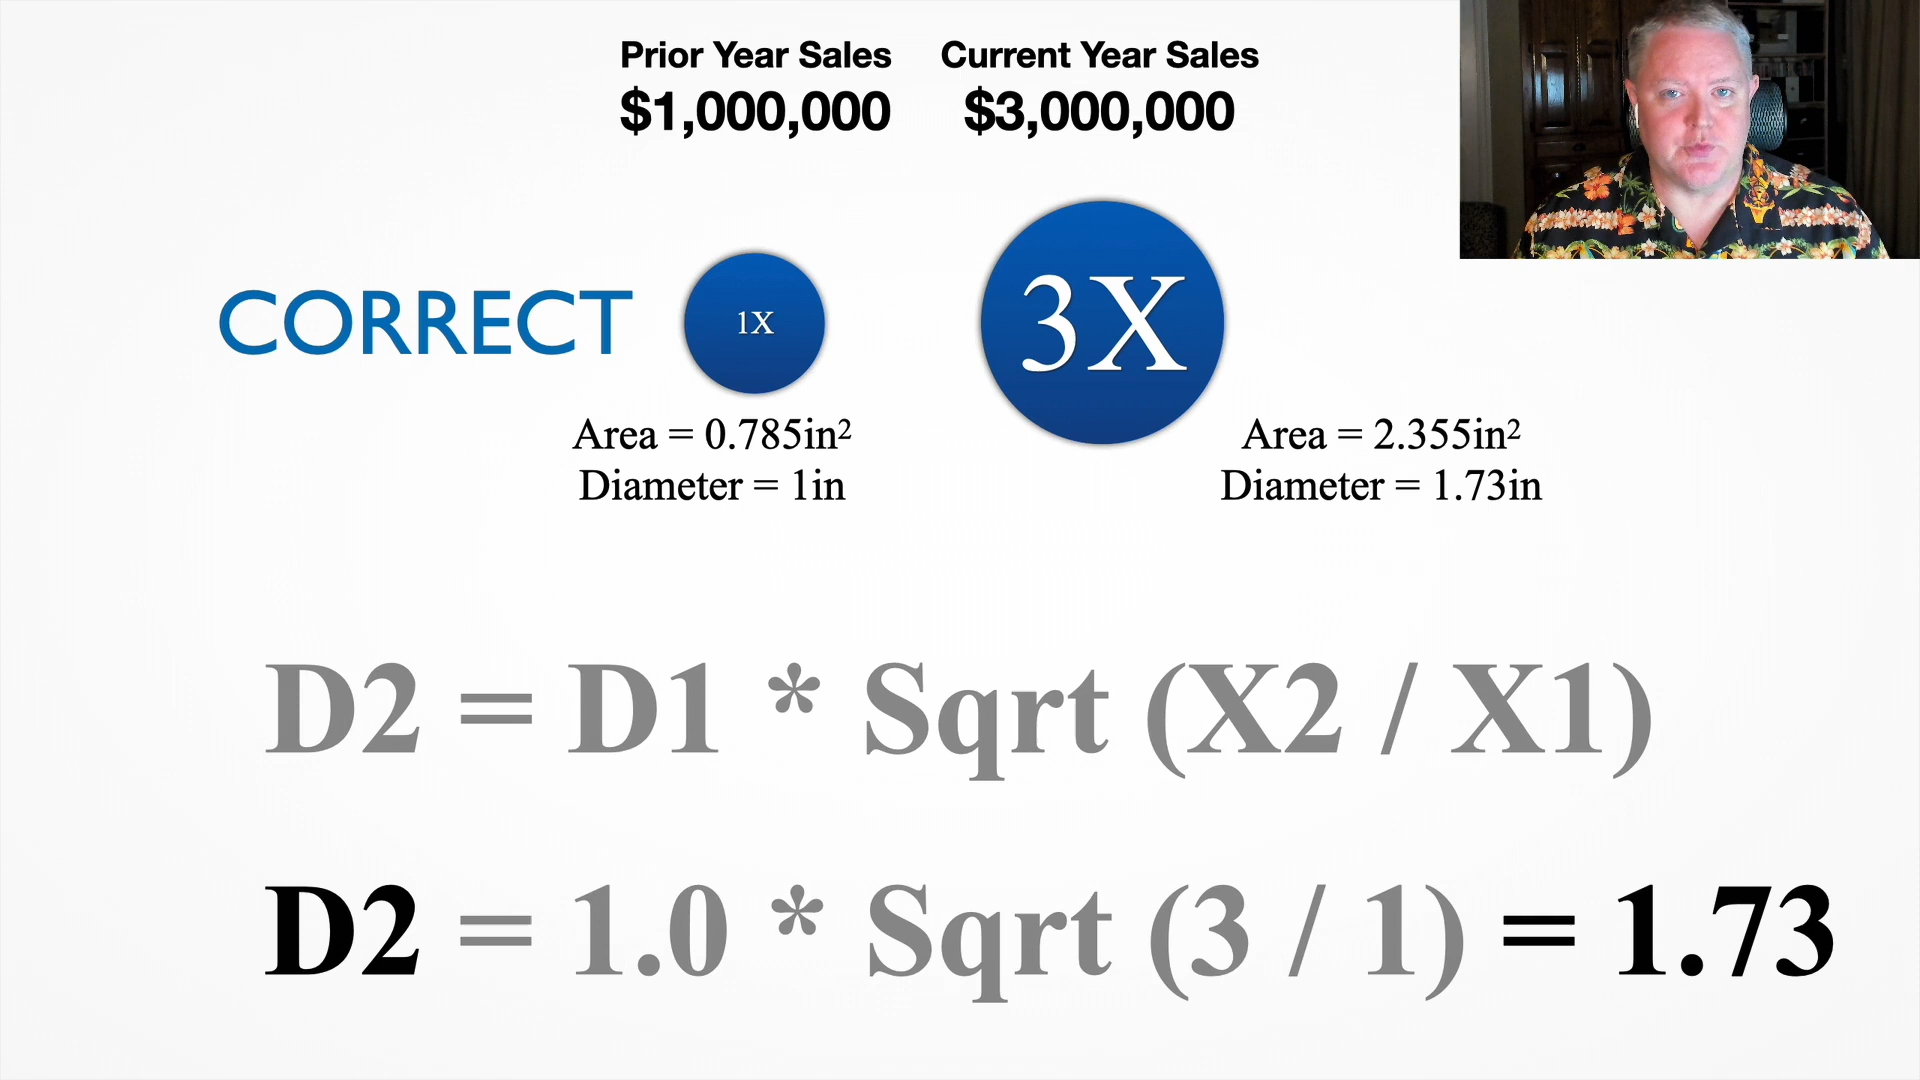 Prior Year Sales
$1,000,000
Current Year Sales
$3,000,000
CORRECT
1X
3X
Area = 0.785in²
Diameter = 1in
Area = 2.355in²
Diameter = 1.73in
D2 = D1 * Sqrt (X2 / X1)
D2 = 1.0 * Sqrt (3 / 1) = 1.73